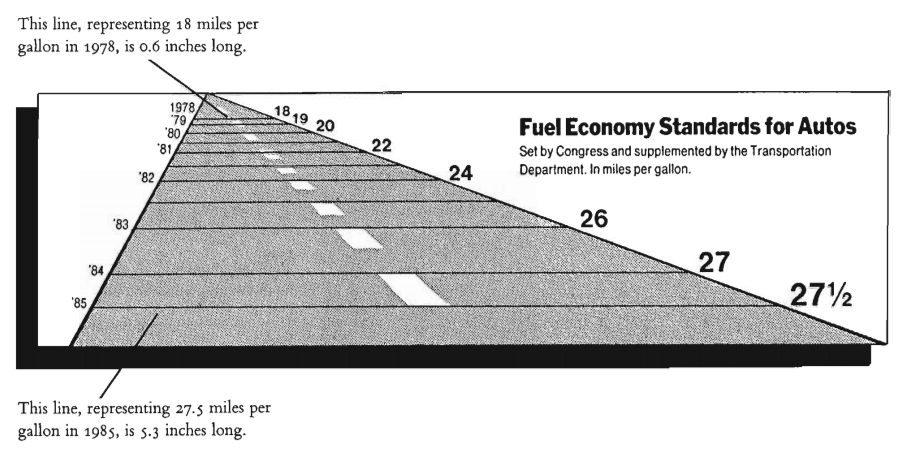 This line, representing 18 miles per
gallon in 1978, is 0.6 inches long.
1978
'79
'80
'81
'82
'83
'84
'85
18
19
20
22
24
26
27
27½
Fuel Economy Standards for Autos
Set by Congress and supplemented by the Transportation
Department. In miles per gallon.
This line, representing 27.5 miles per
gallon in 1985, is 5.3 inches long.